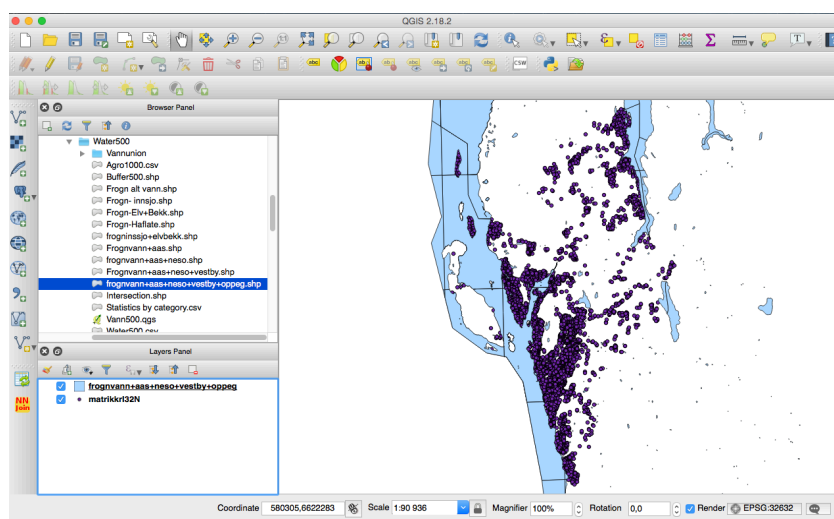 QGIS 2.18.2
abc
CSW
Browser Panel
Water500
Vannunion
Agro1000.csv
Buffer500.shp
Frogn alt vann.shp
Frogn- innsjo.shp
Frogn-Elv+Bekk.shp
Frogn-Haflate.shp
frogninssjo+elvbekk.shp
Frognvann+aas.shp
frognvann+aas+neso.shp
Frognvann+aas+neso+vestby.shp
frognvann+aas+neso+vestby+oppeg.shp
Intersection.shp
Statistics by category.csv
Vann500.qgs
Water500.csv
Layers Panel
frognvann+aas+neso+vestby+oppeg
matrikkrl32N
NN
Join
Coordinate 580305,6622283 Scale 1:90 936 Magnifier 100% Rotation 0,0 Render EPSG:32632